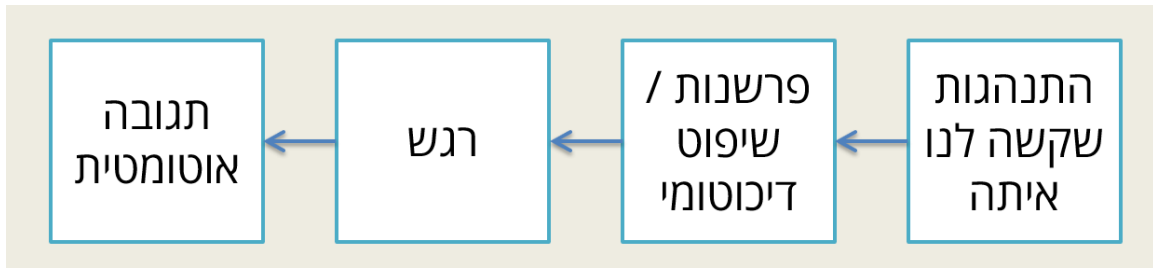 התנהגות
שקשה לנו
איתה
פרשנות /
שיפוט
דיכוטומי
רגש
תגובה
אוטומטית